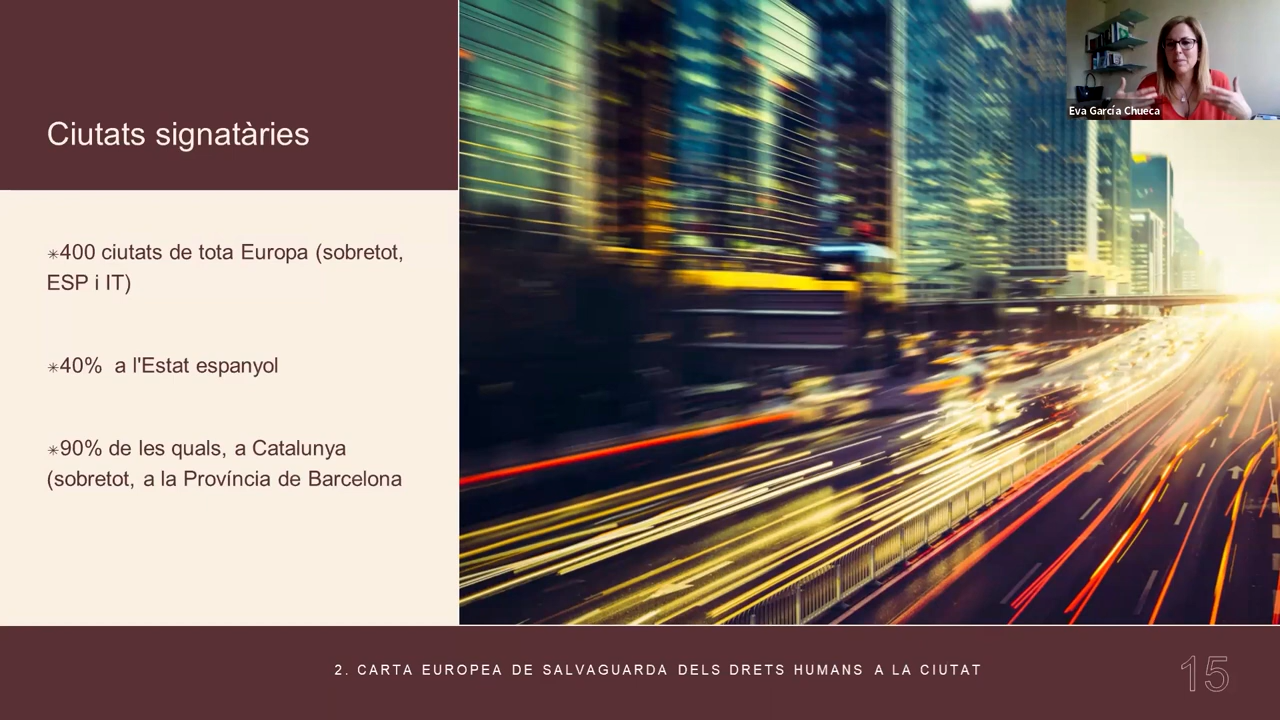 Ciutats signatàries
✳400 ciutats de tota Europa (sobretot,
ESP i IT)
✳40%  a l'Estat espanyol
✳90% de les quals, a Catalunya
(sobretot, a la Província de Barcelona
Eva García Chueca
2. CARTA EUROPEA DE SALVAGUARDA DELS DRETS HUMANS A LA CIUTAT
15